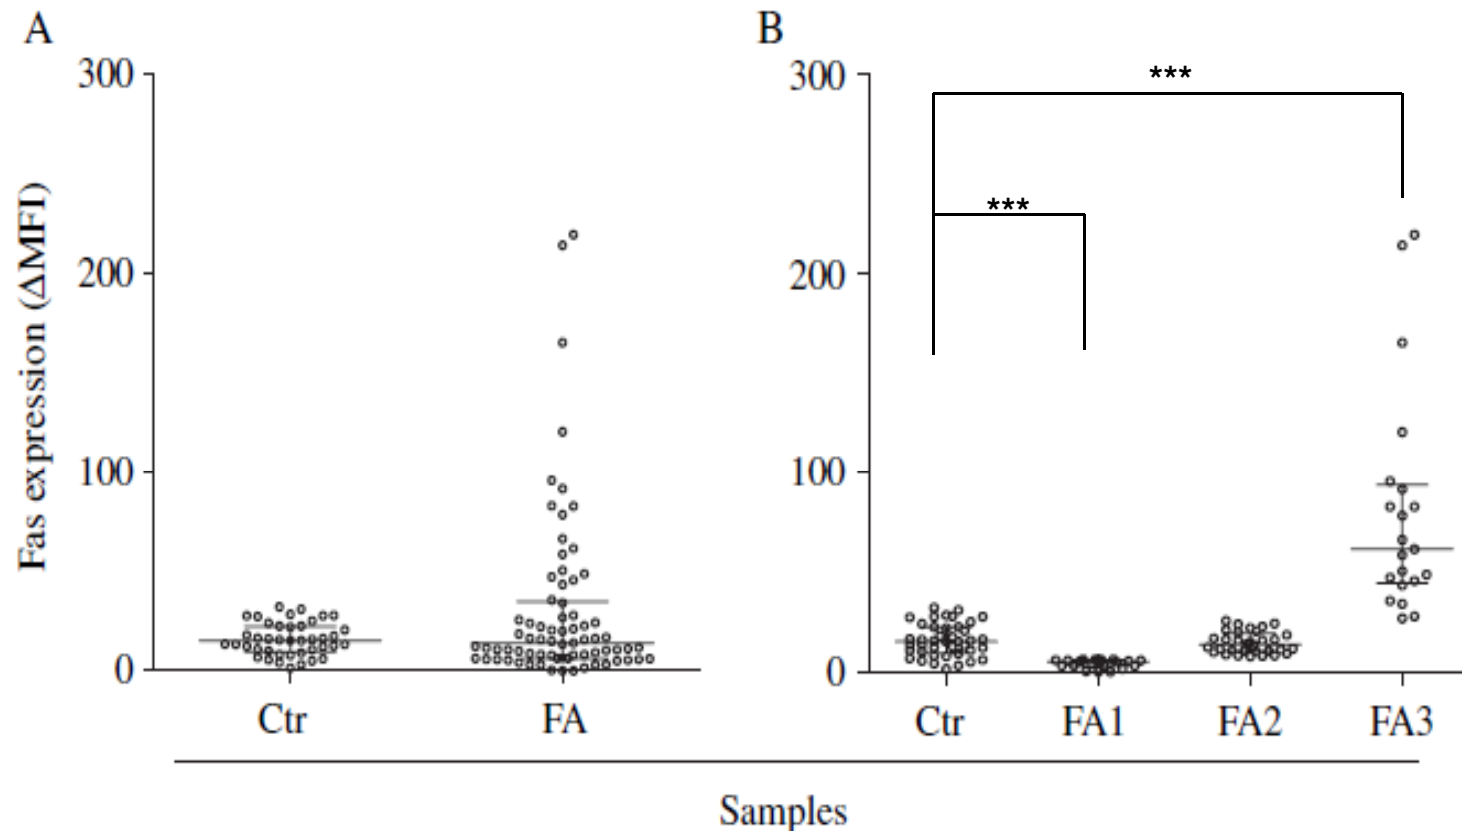 A
B
Fas expression (ΔMFI)
300
200
100
0
Ctr
FA
300
200
100
0
***
***
Ctr
FA1
FA2
FA3
Samples